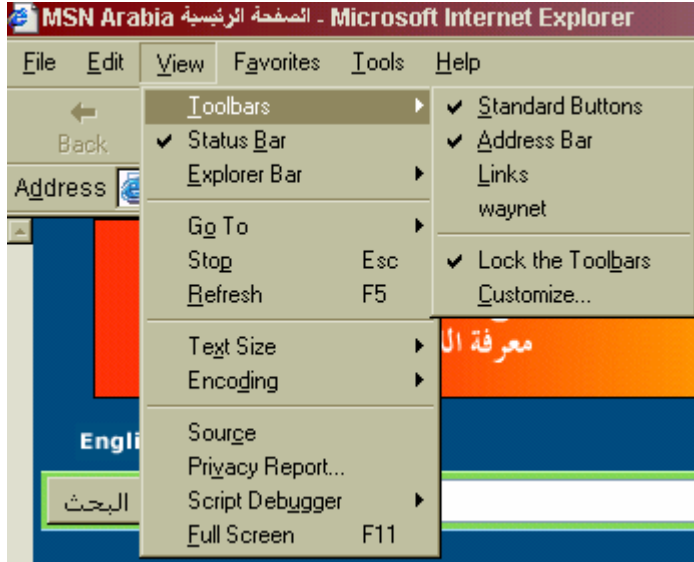 MSN Arabia الصفحة الرئيسية - Microsoft Internet Explorer
File Edit View Favorites Tools Help
Back
Address
Toolbars
Status Bar
Explorer Bar
Go To
Stop Esc
Refresh F5
Text Size
Encoding
Source
Privacy Report...
Script Debugger
Full Screen F11
Standard Buttons
Address Bar
Links
waynet
Lock the Toolbars
Customize...
معرفة
Engli
البحث